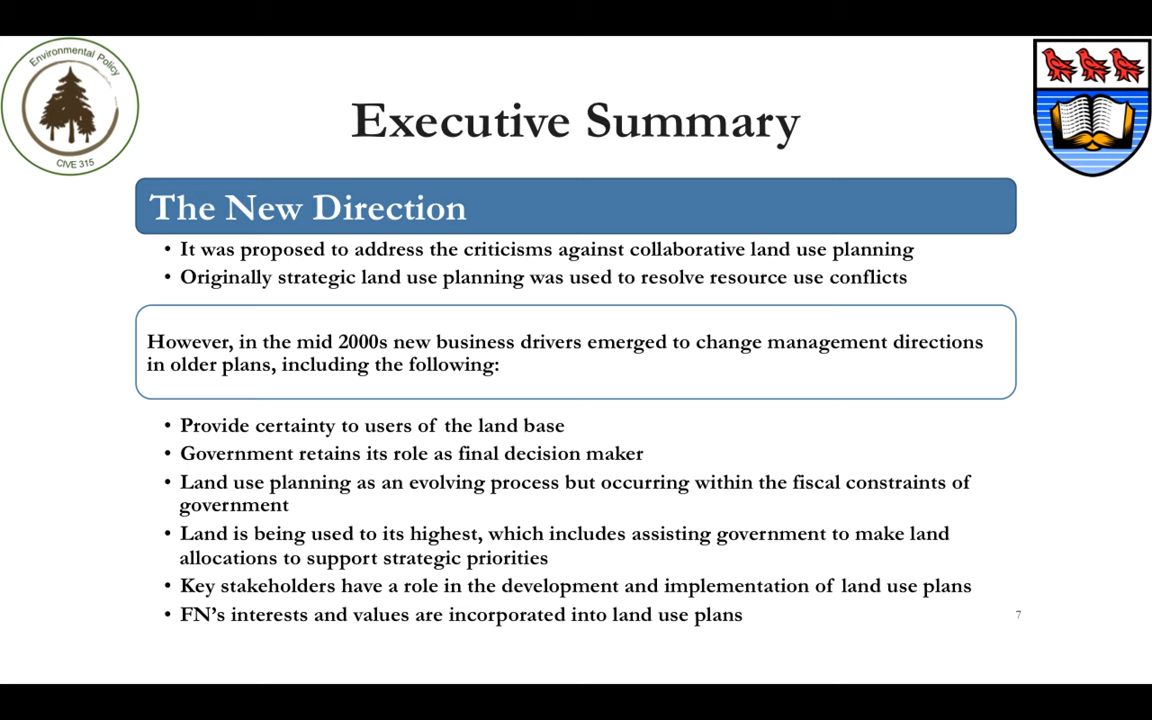 Environmental Policy
CIVE 315
Executive Summary
The New Direction
• It was proposed to address the criticisms against collaborative land use planning
• Originally strategic land use planning was used to resolve resource use conflicts
However, in the mid 2000s new business drivers emerged to change management directions
in older plans, including the following:
• Provide certainty to users of the land base
• Government retains its role as final decision maker
• Land use planning as an evolving process but occurring within the fiscal constraints of
government
• Land is being used to its highest, which includes assisting government to make land
allocations to support strategic priorities
• Key stakeholders have a role in the development and implementation of land use plans
• FN’s interests and values are incorporated into land use plans
7